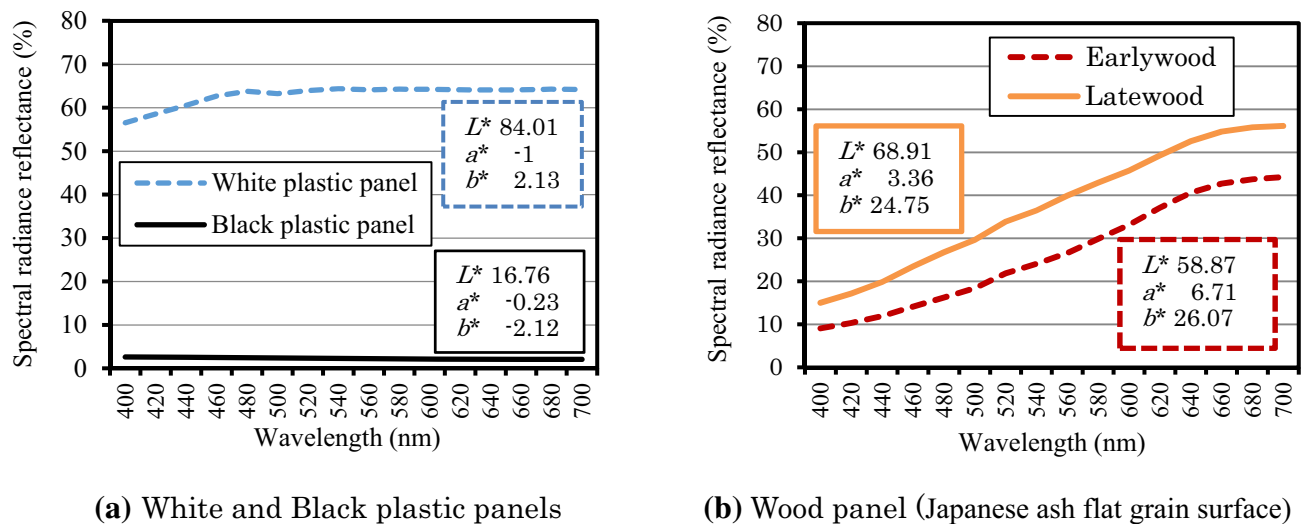 Spectral radiance reflectance (%)
80
70
60
50
40
30
20
10
0
L* 84.01
a* -1
b* 2.13
White plastic panel
Black plastic panel
L* 16.76
a* -0.23
b* -2.12
400 420 440 460 480 500 520 540 560 580 600 620 640 660 680 700
Wavelength (nm)
(a) White and Black plastic panels
Spectral radiance reflectance (%)
80
70
60
50
40
30
20
10
0
Earlywood
Latewood
L* 68.91
a* 3.36
b* 24.75
L* 58.87
a* 6.71
b* 26.07
400 420 440 460 480 500 520 540 560 580 600 620 640 660 680 700
Wavelength (nm)
(b) Wood panel (Japanese ash flat grain surface)